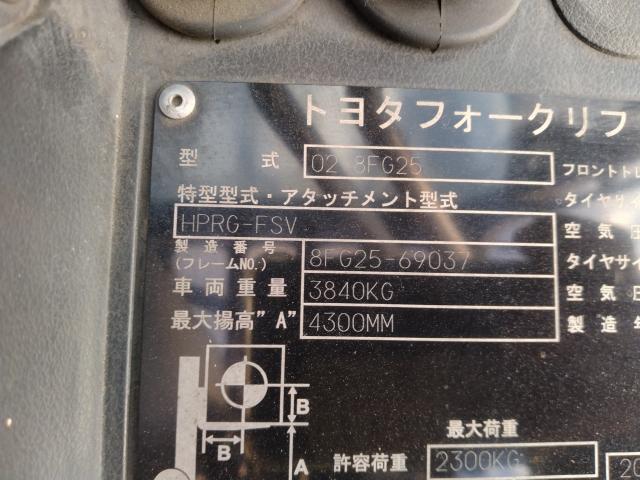 トヨタフォークリフ
型 式 02-8FG25 フロントトレ
特型型式・アタッチメント型式 タイヤサイ
HPRG-FSV 空気圧
製造番号
(フレームNO.) 8FG25-69037 タイヤサイ
車両重量 3840KG 空気圧
最大揚高"A" 4300MM 製造年
B
B
A
最大荷重
許容荷重 2300KG 20